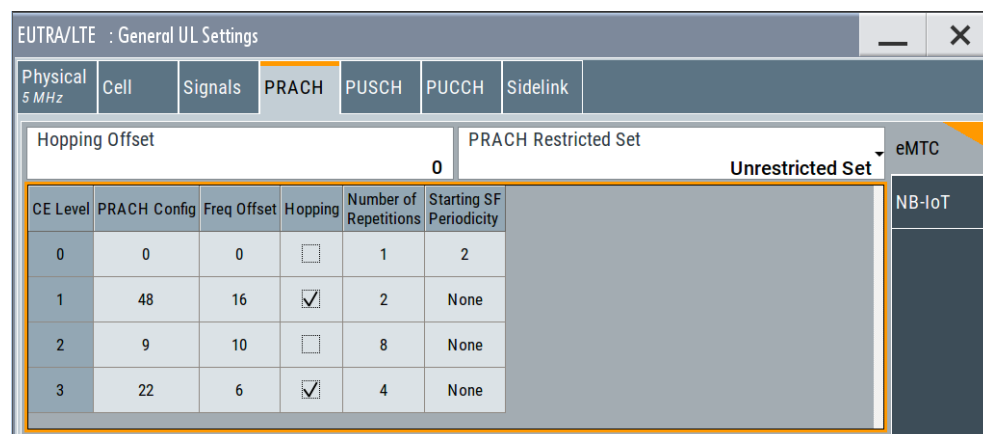 EUTRA/LTE : General UL Settings
Physical 5 MHz Cell Signals PRACH PUSCH PUCCH Sidelink
Hopping Offset 0 PRACH Restricted Set Unrestricted Set
eMTC
NB-IoT
CE Level PRACH Config Freq Offset Hopping Number of Repetitions Starting SF Periodicity
0 0 0 1 2
1 48 16 2 None
2 9 10 8 None
3 22 6 4 None